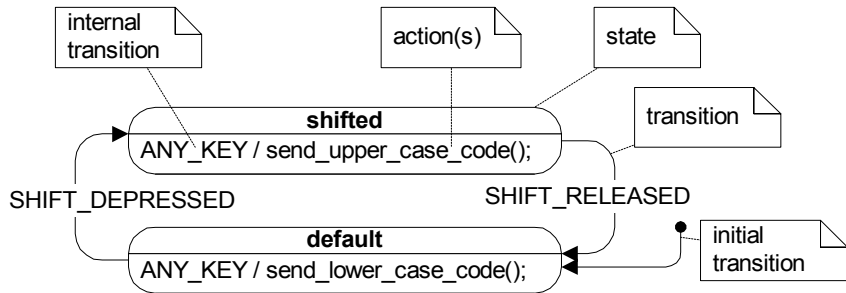 internal
transition
action(s)
state
shifted
ANY_KEY / send_upper_case_code();
transition
SHIFT_DEPRESSED
SHIFT_RELEASED
default
ANY_KEY / send_lower_case_code();
initial
transition